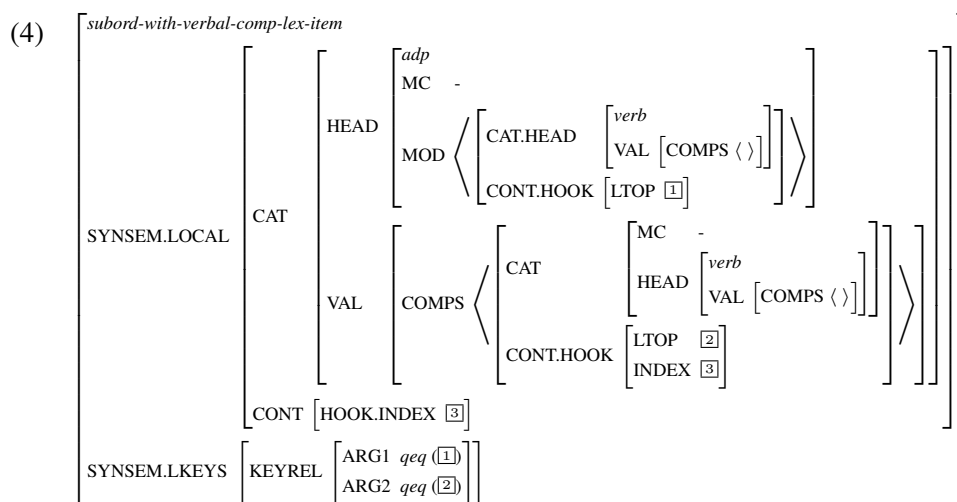 (4)
subord-with-verbal-comp-lex-item
adp
MC -
HEAD
CAT.HEAD
verb
VAL [COMPS ⟨ ⟩]
MOD
CONT.HOOK [LTOP 1]
CAT
SYNSEM.LOCAL
MC -
CAT
HEAD
verb
VAL [COMPS ⟨ ⟩]
VAL
COMPS
CONT.HOOK
LTOP 2
INDEX 3
CONT [HOOK.INDEX 3]
SYNSEM.LKEYS
KEYREL
ARG1 qeq (1)
ARG2 qeq (2)